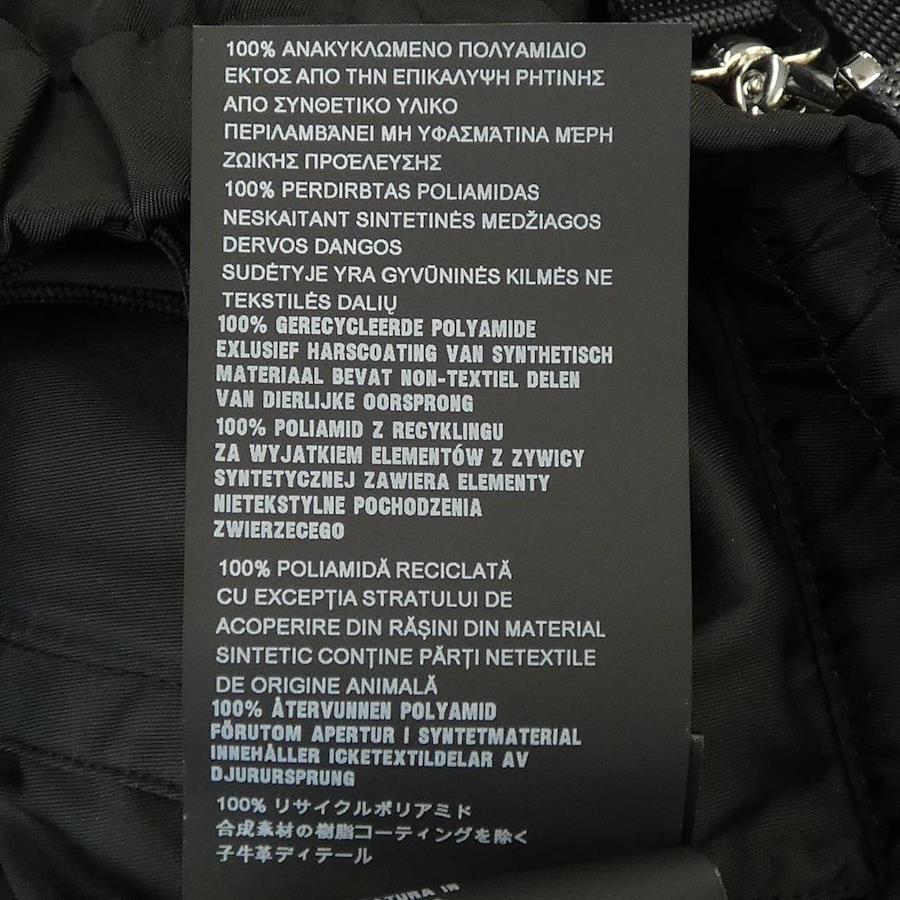 100% ΑΝΑΚΥΚΛΩΜΕΝΟ ΠΟΛΥΑΜΙΔΙΟ
ΕΚΤΟΣ ΑΠΟ ΤΗΝ ΕΠΙΚΑΛΥΨΗ ΡΗΤΙΝΗΣ
ΑΠΟ ΣΥΝΘΕΤΙΚΟ ΥΛΙΚΟ
ΠΕΡΙΛΑΜΒΆΝΕΙ ΜΗ ΥΦΑΣΜΆΤΙΝΑ ΜΈΡΗ
ΖΩΙΚΉΣ ΠΡΟΈΛΕΥΣΗΣ
100% PERDIRBTAS POLIAMIDAS
NESKAITANT SINTETINĖS MEDŽIAGOS
DERVOS DANGOS
SUDĖTYJE YRA GYVŪNINĖS KILMĖS NE
TEKSTILĖS DALIŲ
100% GERECYCLEERDE POLYAMIDE
EXLUSIEF HARSCOATING VAN SYNTHETISCH
MATERIAAL BEVAT NON-TEXTIEL DELEN
VAN DIERLIJKE OORSPRONG
100% POLIAMID Z RECYKLINGU
ZA WYJATKIEM ELEMENTÓW Z ZYWICY
SYNTETYCZNEJ ZAWIERA ELEMENTY
NIETEKSTYLNE POCHODZENIA
ZWIERZECEGO
100% POLIAMIDĂ RECICLATĂ
CU EXCEPȚIA STRATULUI DE
ACOPERIRE DIN RĂȘINI DIN MATERIAL
SINTETIC CONȚINE PĂRȚI NETEXTILE
DE ORIGINE ANIMALĂ
100% ÅTERVUNNEN POLYAMID
FÖRUTOM APERTUR I SYNTETMATERIAL
INNEHÅLLER ICKETEXTILDELAR AV
DJURURSPRUNG
100% リサイクルポリアミド
合成素材の樹脂コーティングを除く
子牛革ディテール